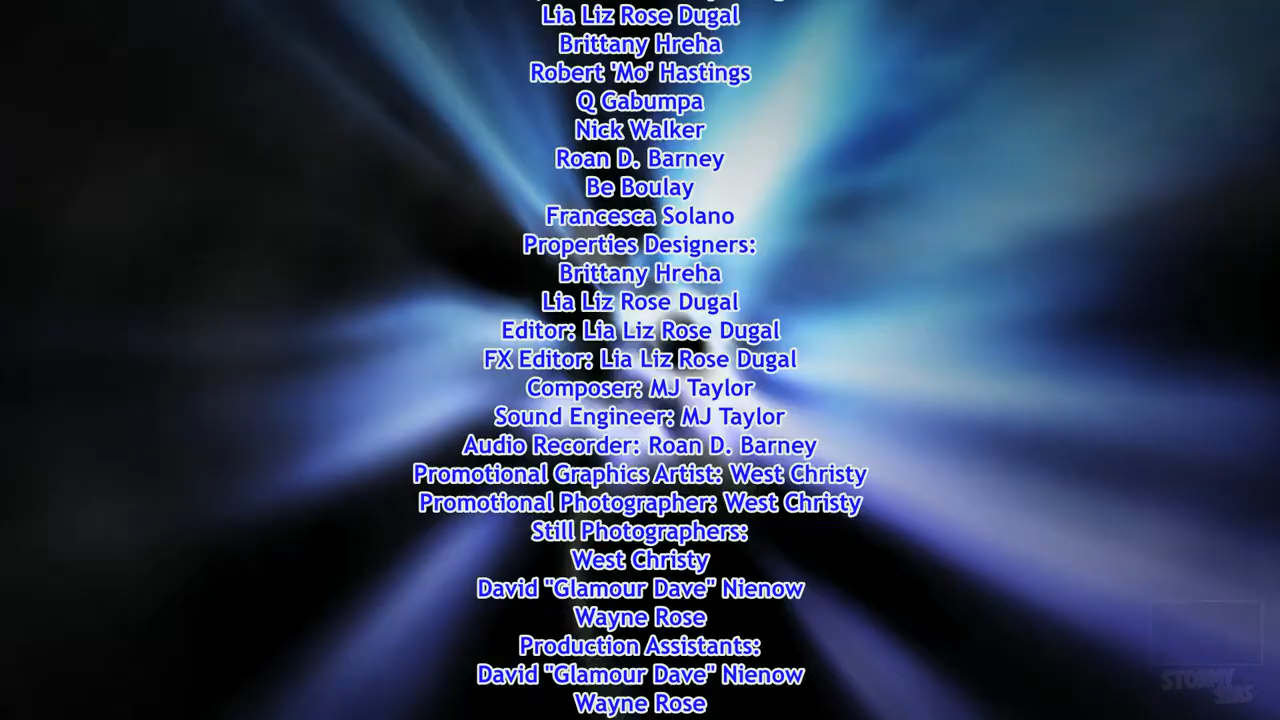 Lia Liz Rose Dugal
Brittany Hreha
Robert 'Mo' Hastings
Q Gabumpa
Nick Walker
Roan D. Barney
Be Boulay
Francesca Solano
Properties Designers:
Brittany Hreha
Lia Liz Rose Dugal
Editor: Lia Liz Rose Dugal
FX Editor: Lia Liz Rose Dugal
Composer: MJ Taylor
Sound Engineer: MJ Taylor
Audio Recorder: Roan D. Barney
Promotional Graphics Artist: West Christy
Promotional Photographer: West Christy
Still Photographers:
West Christy
David "Glamour Dave" Nienow
Wayne Rose
Production Assistants:
David "Glamour Dave" Nienow
Wayne Rose
STORMY